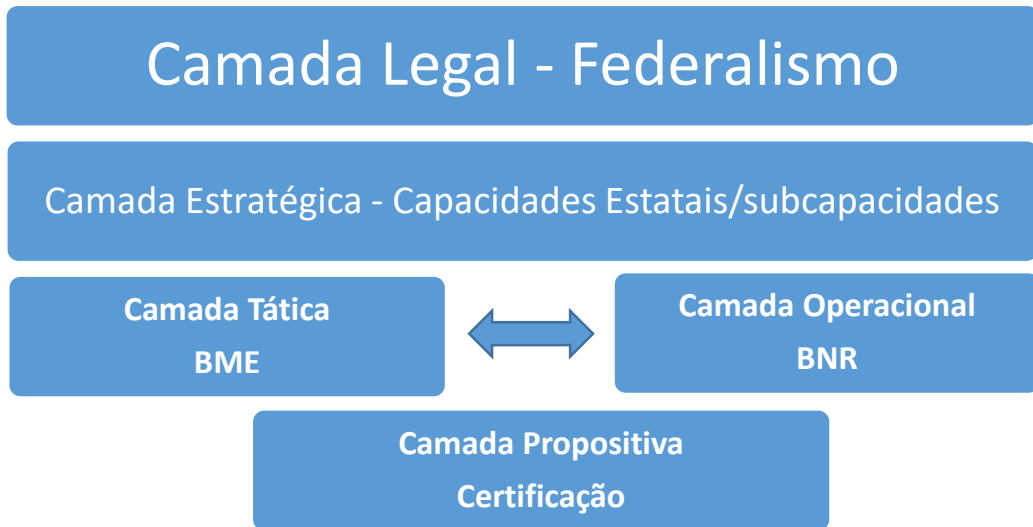 Camada Legal - Federalismo
Camada Estratégica - Capacidades Estatais/subcapacidades
Camada Tática
BME
Camada Operacional
BNR
Camada Propositiva
Certificação